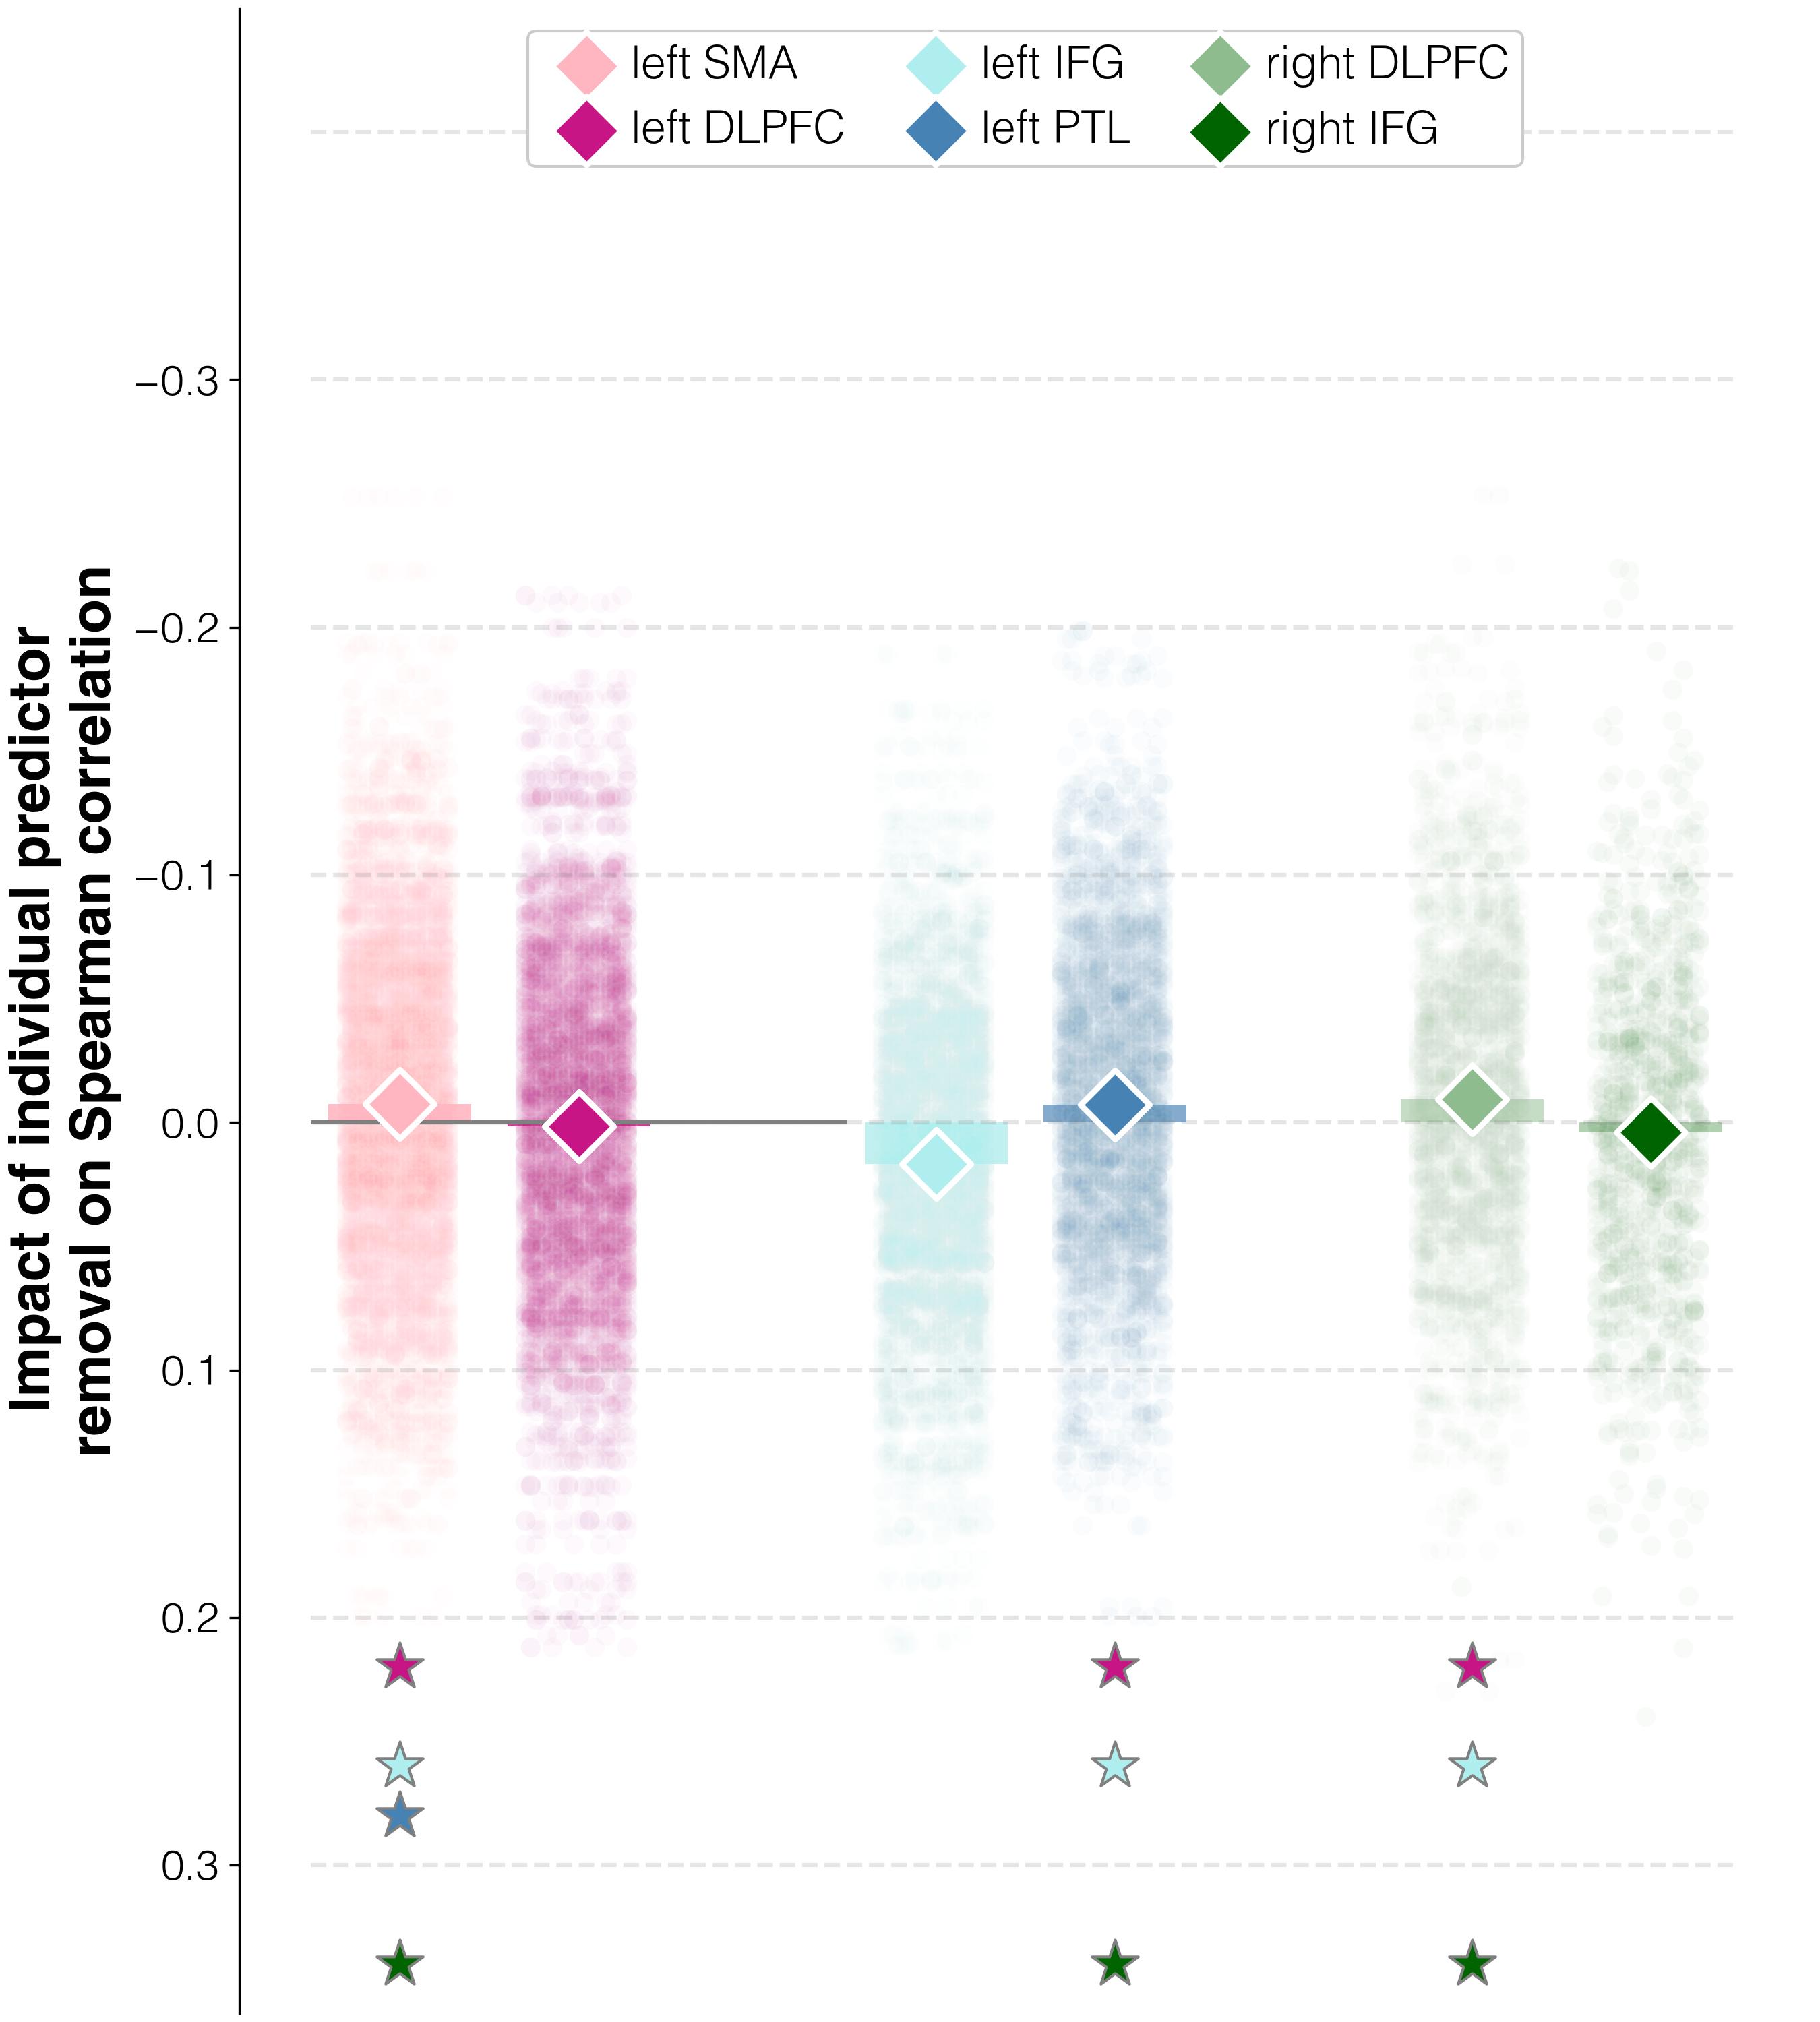 left SMA left IFG right DLPFC
left DLPFC left PTL right IFG
Impact of individual predictor
removal on Spearman correlation
−0.3
−0.2
−0.1
0.0
0.1
0.2
0.3